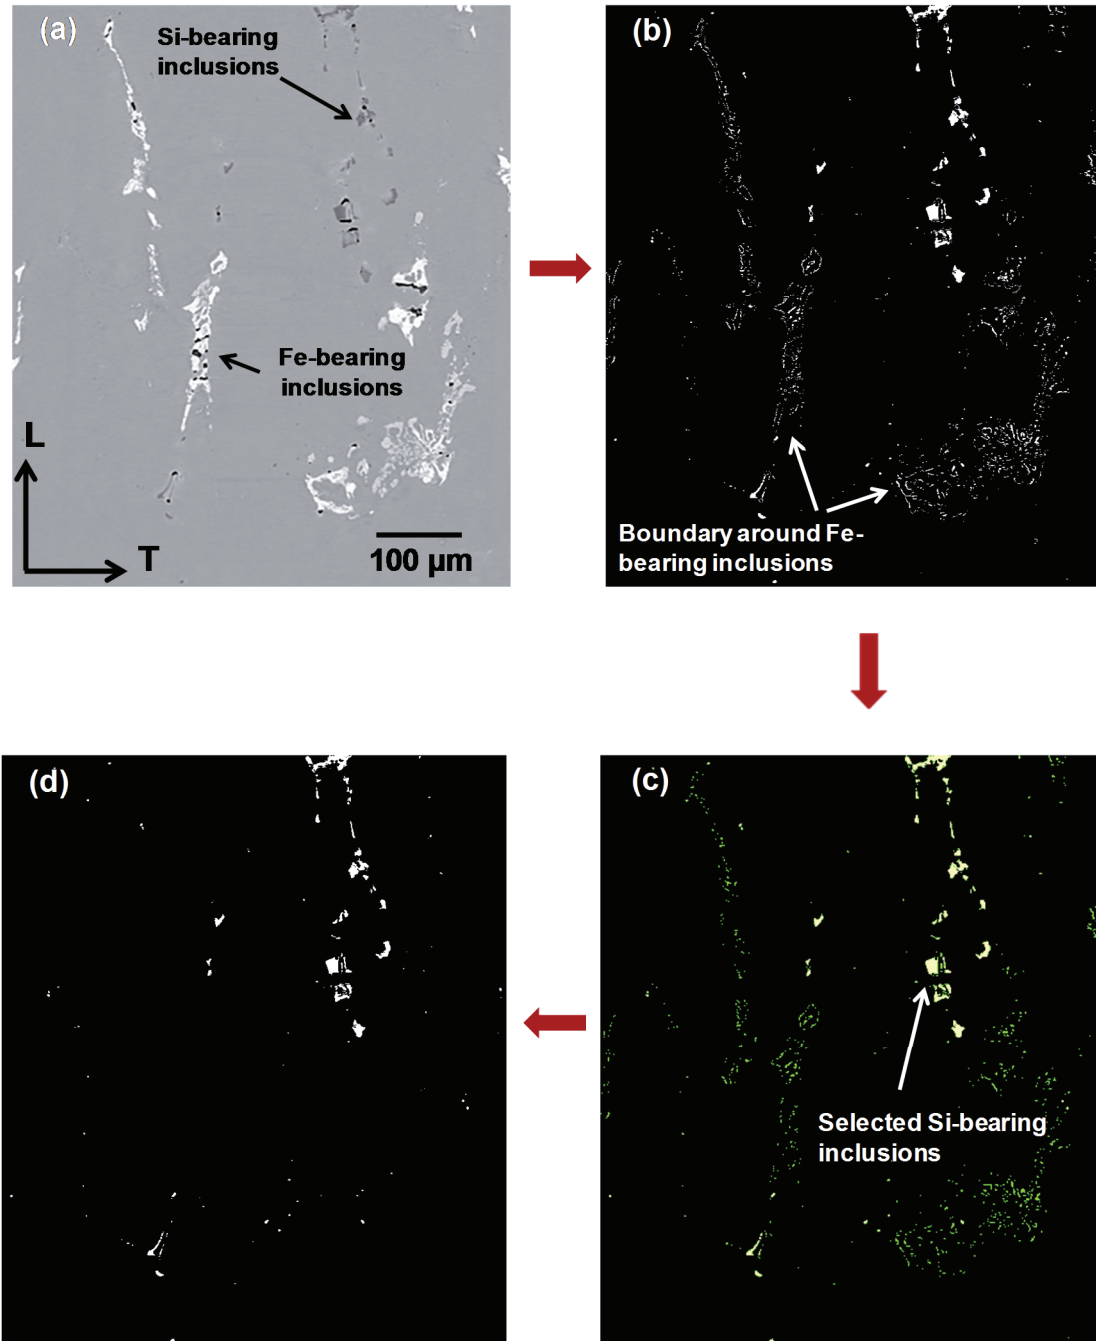 (a)
Si-bearing
inclusions
Fe-bearing
inclusions
L
T
100 µm
(b)
Boundary around Fe-
bearing inclusions
(d)
(c)
Selected Si-bearing
inclusions